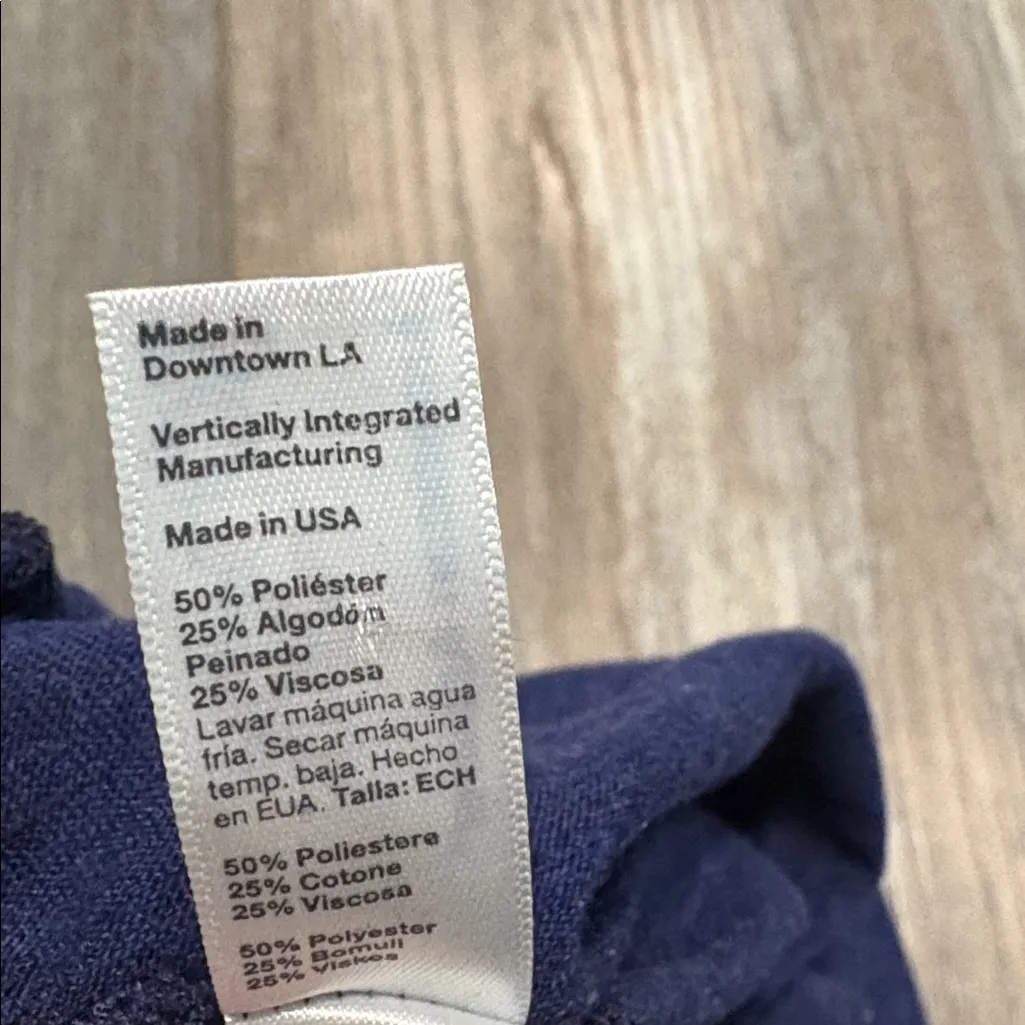 Made in
Downtown LA
Vertically Integrated
Manufacturing
Made in USA
50% Poliéster
25% Algodón
Peinado
25% Viscosa
Lavar máquina agua
fría. Secar máquina
temp. baja. Hecho
en EUA. Talla: ECH
50% Poliestere
25% Cotone
25% Viscosa
50% Polyester
25% Bomull
25% Viskos